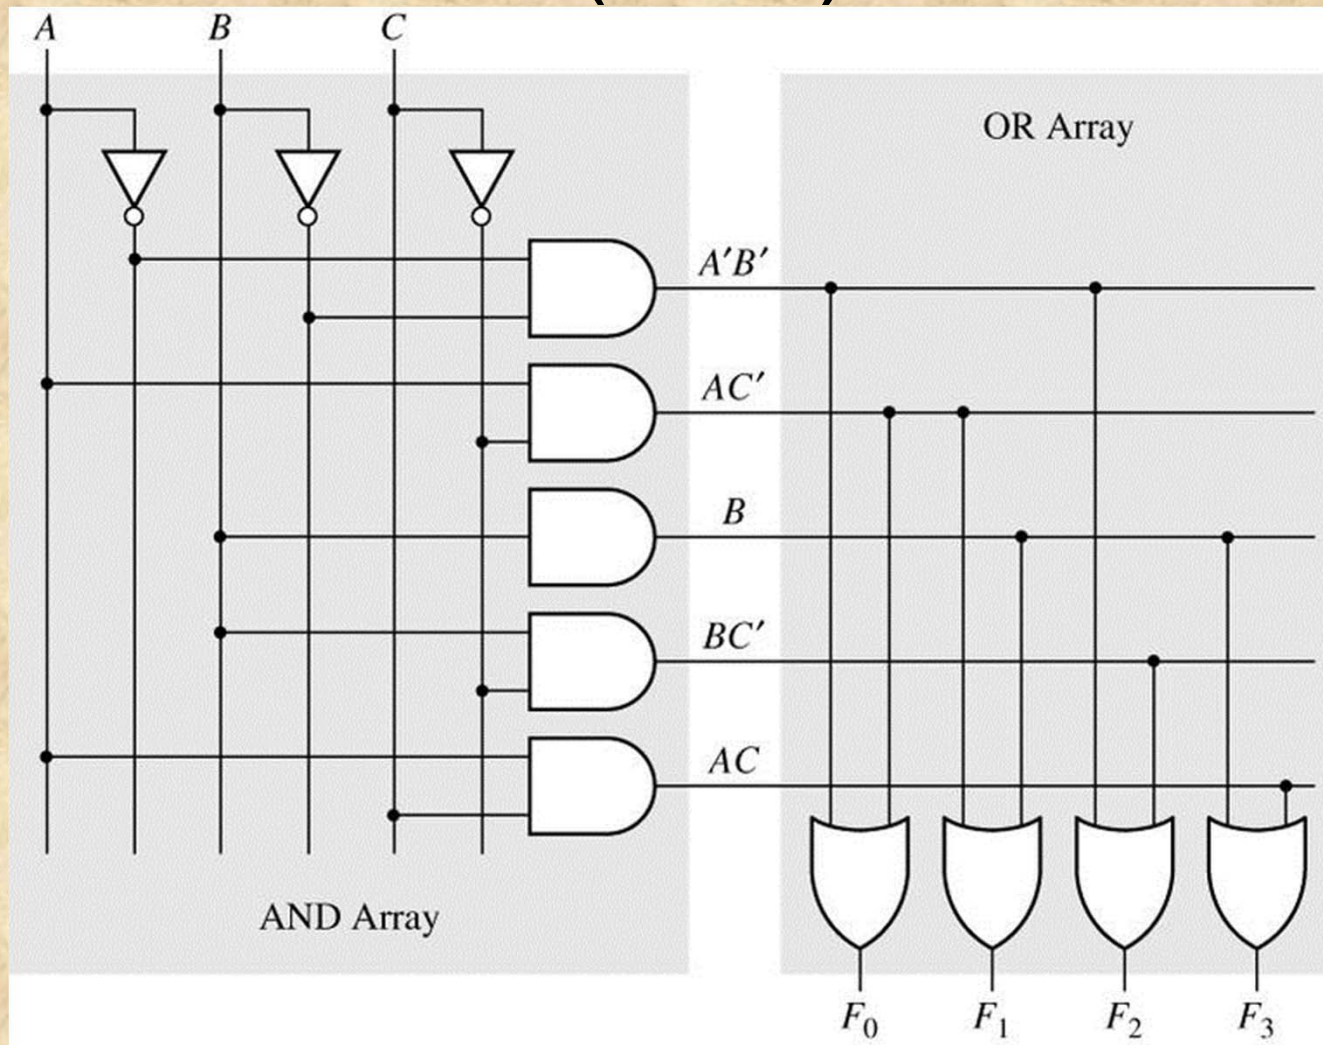 A B C
OR Array
A′B′
AC′
B
BC′
AC
AND Array
F₀ F₁ F₂ F₃